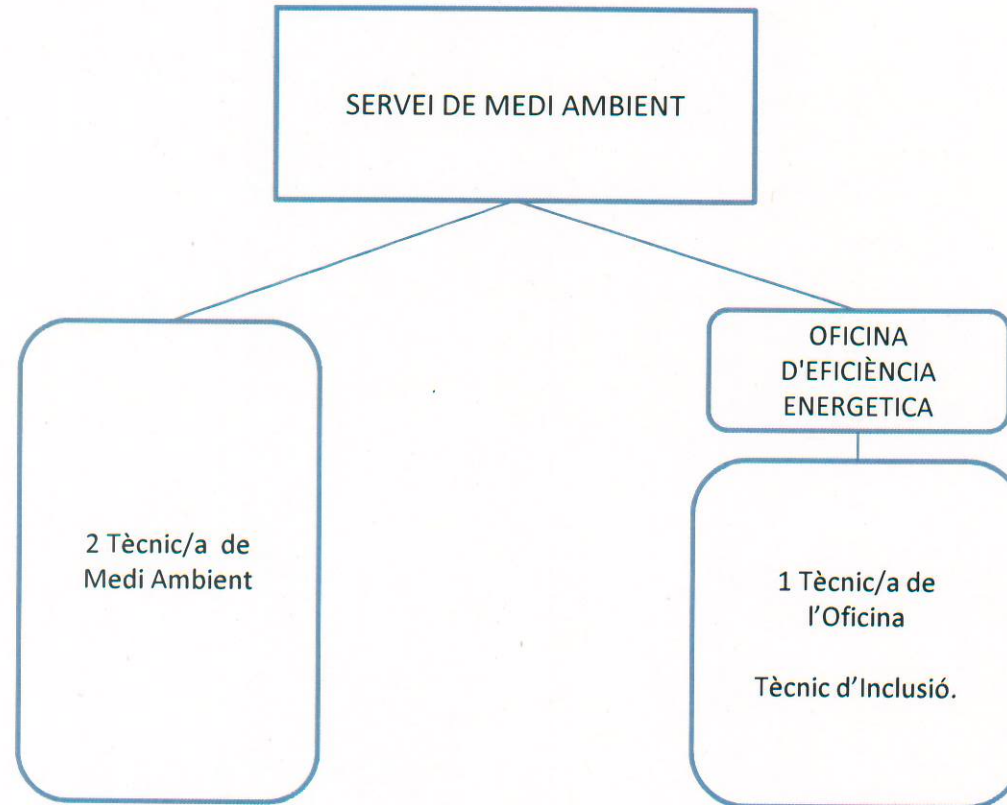 SERVEI DE MEDI AMBIENT
2 Tècnic/a de
Medi Ambient
OFICINA
D'EFICIÈNCIA
ENERGETICA
1 Tècnic/a de
l’Oficina
Tècnic d’Inclusió.